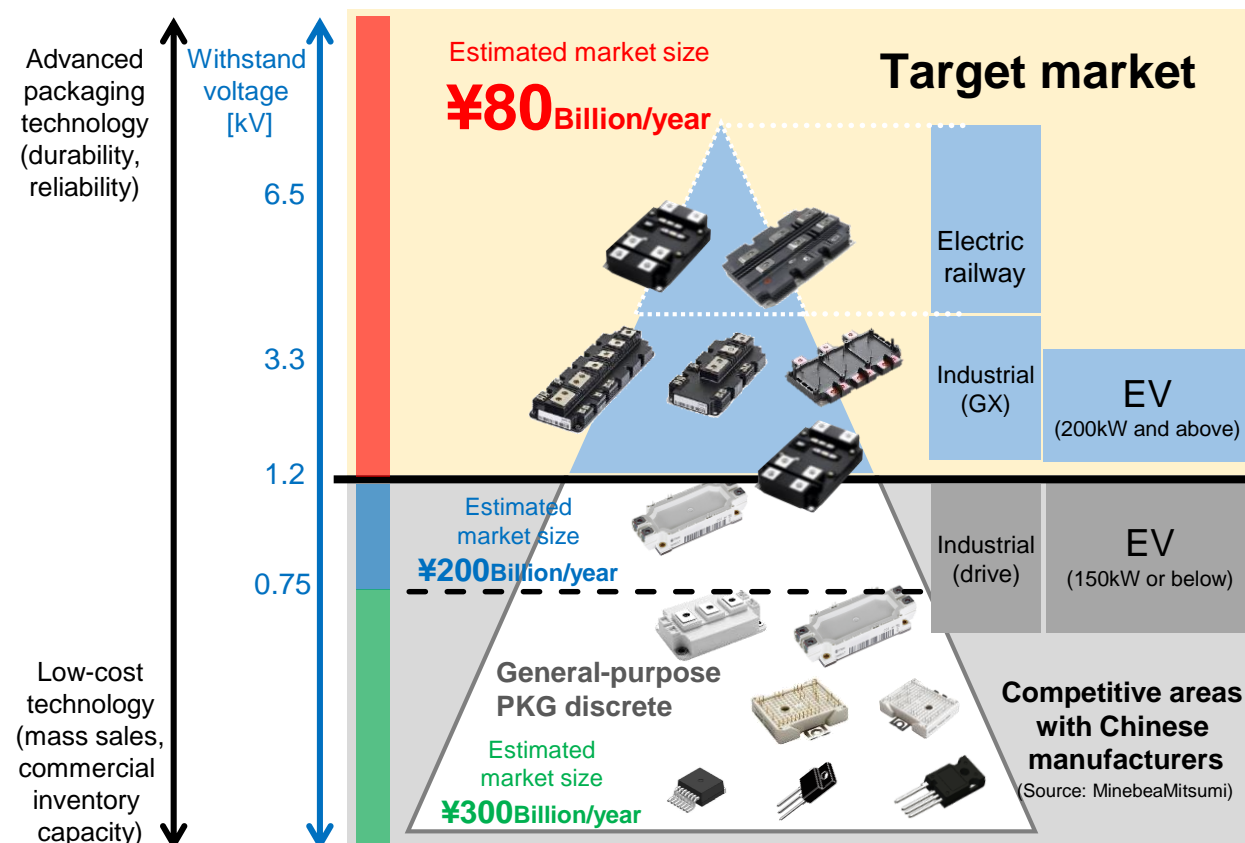 Advanced
packaging
technology
(durability,
reliability)
Withstand
voltage
[kV]
6.5
3.3
1.2
0.75
Low-cost
technology
(mass sales,
commercial
inventory
capacity)
Estimated market size
¥80Billion/year
Target market
Electric
railway
Industrial
(GX)
EV
(200kW and above)
Estimated
market size
¥200Billion/year
Industrial
(drive)
EV
(150kW or below)
General-purpose
PKG discrete
Estimated
market size
¥300Billion/year
Competitive areas
with Chinese
manufacturers
(Source: MinebeaMitsumi)